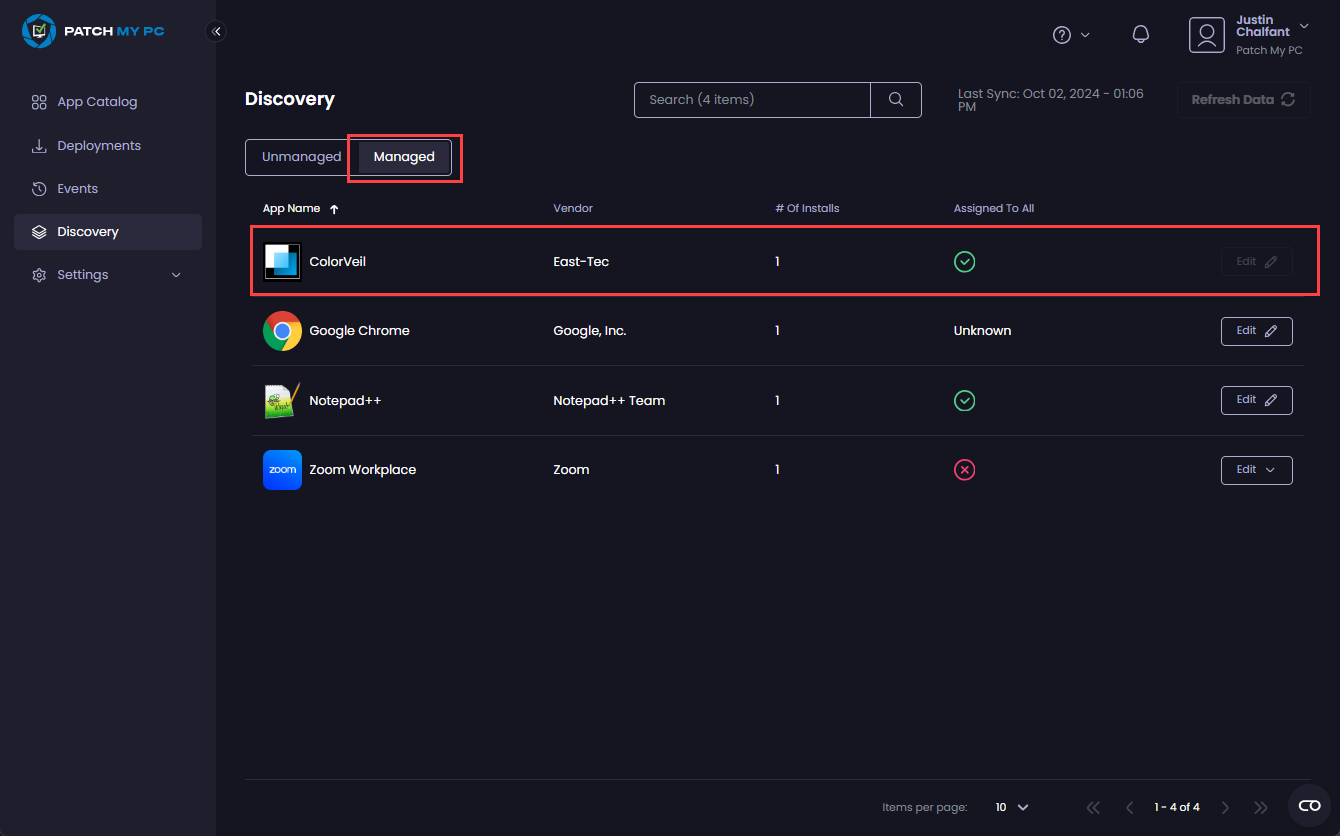 PATCH MY PC
Justin
Chalfant
Patch My PC
App Catalog
Deployments
Events
Discovery
Settings
Discovery
Search (4 items)
Last Sync: Oct 02, 2024 - 01:06
PM
Refresh Data
Unmanaged
Managed
App Name
Vendor
# Of Installs
Assigned To All
ColorVeil
East-Tec
1
Edit
Google Chrome
Google, Inc.
1
Unknown
Edit
Notepad++
Notepad++ Team
1
Edit
zoom
Zoom Workplace
Zoom
1
Edit
Items per page:
10
1 - 4 of 4